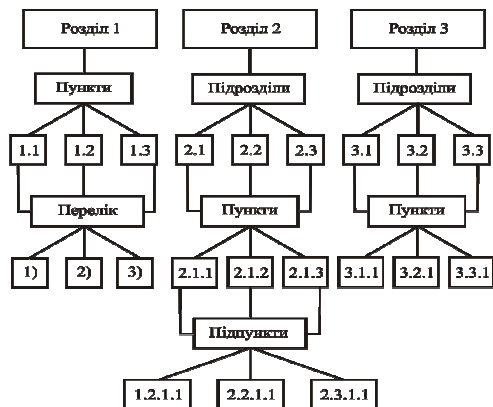 Розділ 1 Розділ 2 Розділ 3
Пункти Підрозділи Підрозділи
1.1 1.2 1.3 2.1 2.2 2.3 3.1 3.2 3.3
Перелік Пункти Пункти
1) 2) 3) 2.1.1 2.1.2 2.1.3 3.1.1 3.2.1 3.3.1
Підпункти
1.2.1.1 2.2.1.1 2.3.1.1